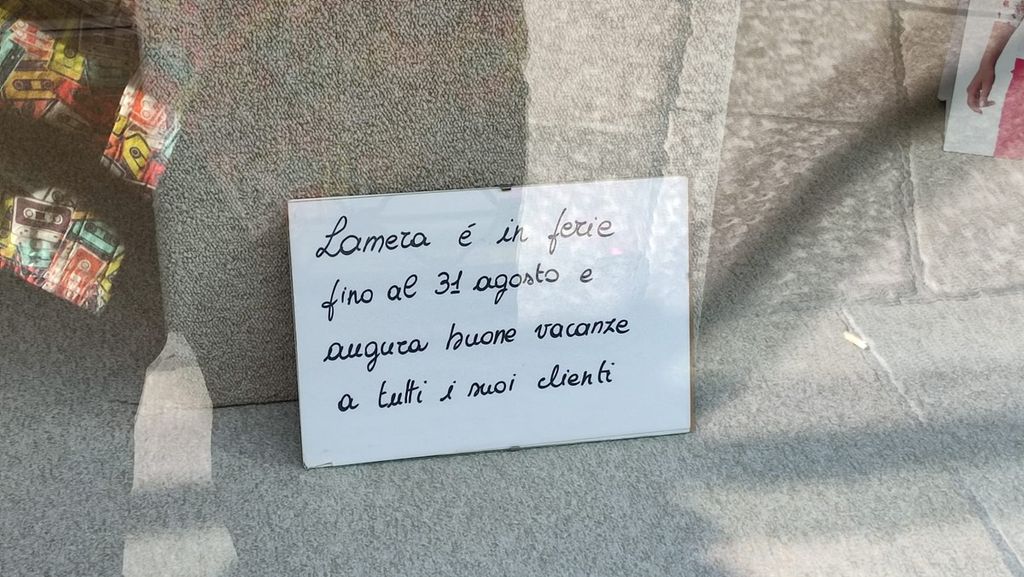 Lamera é in ferie
fino al 31 agosto e
augura buone vacanze
a tutti i suoi clienti